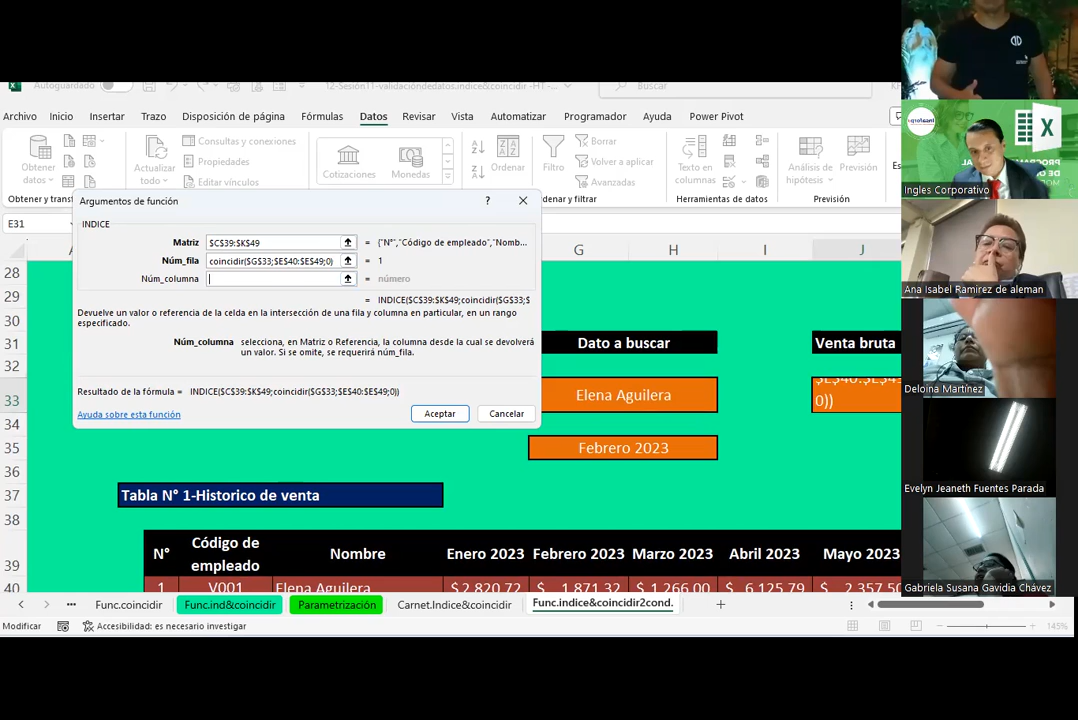 Autoguardado
12-Sesión11-validacióndedatos.indice&coincidir -HT -...
Buscar
Archivo Inicio Insertar Trazo Disposición de página Fórmulas Datos Revisar Vista Automatizar Programador Ayuda Power Pivot
Obtener datos
Consultas y conexiones
Propiedades
Editar vínculos
Actualizar todo
Cotizaciones Monedas
Ordenar Filtro
Borrar
Volver a aplicar
Avanzadas
Texto en columnas
Análisis de hipótesis
Previsión
Herramientas de datos
Previsión
Argumentos de función
? ×
INDICE
Matriz $C$39:$K$49 = {"N°"."Código de empleado"."Nomb...
Núm_fila coincidir($G$33;$E$40:$E$49;0) = 1
Núm_columna = número
= INDICE($C$39:$K$49;coincidir($G$33;$
Devuelve un valor o referencia de la celda en la intersección de una fila y columna en particular, en un rango
especificado.
Núm_columna selecciona, en Matriz o Referencia, la columna desde la cual se devolverá
un valor. Si se omite, se requerirá núm_fila.
Resultado de la fórmula = INDICE($C$39:$K$49;coincidir($G$33;$E$40:$E$49;0))
Ayuda sobre esta función
Aceptar Cancelar
E31
G H I J
28
29
30
31 Dato a buscar Venta bruta
32
33 Elena Aguilera
$E$40:$E$49
0))
34
35 Febrero 2023
36
37 Tabla N° 1-Historico de venta
38
39 N° Código de empleado Nombre Enero 2023 Febrero 2023 Marzo 2023 Abril 2023 Mayo 2023
40 1 V001 Elena Aguilera $ 2,820.72 $ 1,871.32 $ 1,266.00 $ 6,125.79 $ 2,357.50
Func.coincidir Func.ind&coincidir Parametrización Carnet.Indice&coincidir Func.indice&coincidir2cond.
Modificar
Accesibilidad: es necesario investigar
145%
Ingles Corporativo
Ana Isabel Ramirez de aleman
Deloina Martínez
Evelyn Jeaneth Fuentes Parada
Gabriela Susana Gavidia Chávez